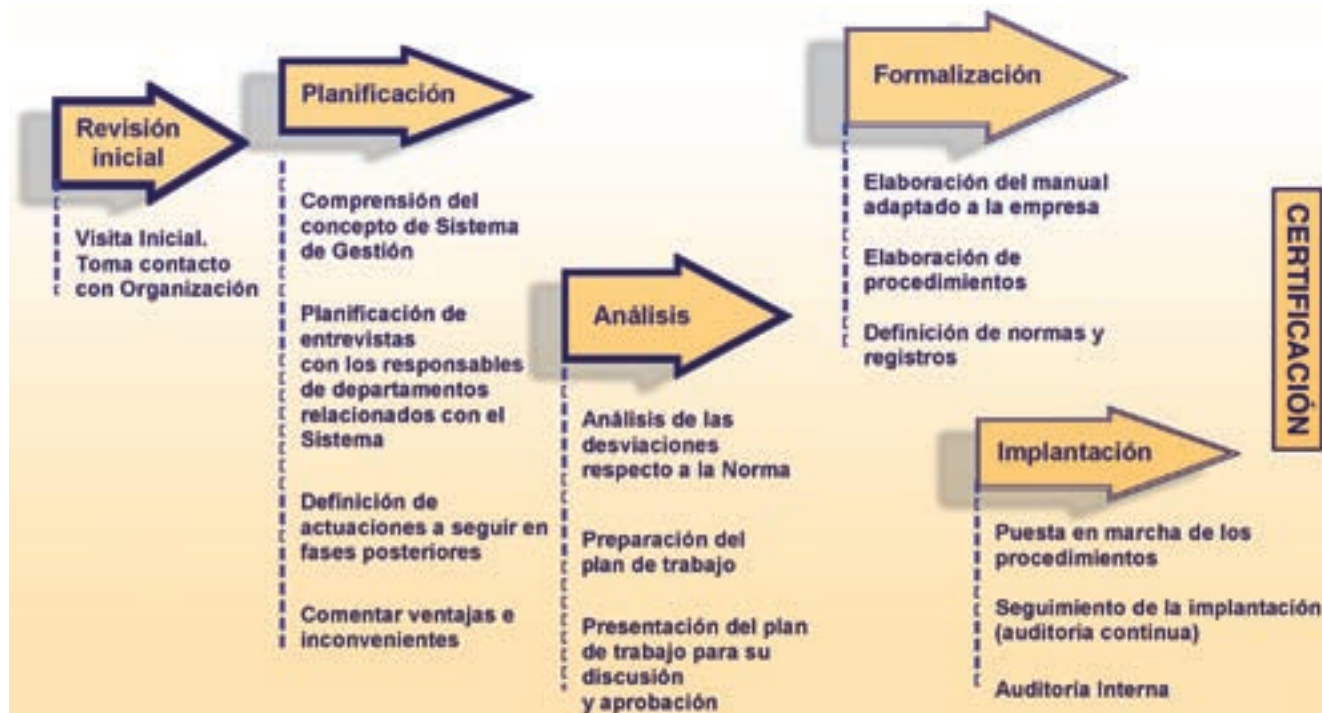 Revisión
inicial
Visita Inicial.
Toma contacto
con Organización
Planificación
Comprensión del
concepto de Sistema
de Gestión
Planificación de
entrevistas
con los responsables
de departamentos
relacionados con el
Sistema
Definición de
actuaciones a seguir en
fases posteriores
Comentar ventajas e
inconvenientes
Análisis
Análisis de las
desviaciones
respecto a la Norma
Preparación del
plan de trabajo
Presentación del plan
de trabajo para su
discusión
y aprobación
Formalización
Elaboración del manual
adaptado a la empresa
Elaboración de
procedimientos
Definición de normas y
registros
Implantación
Puesta en marcha de los
procedimientos
Seguimiento de la implantación
(auditoría continua)
Auditoría Interna
CERTIFICACIÓN